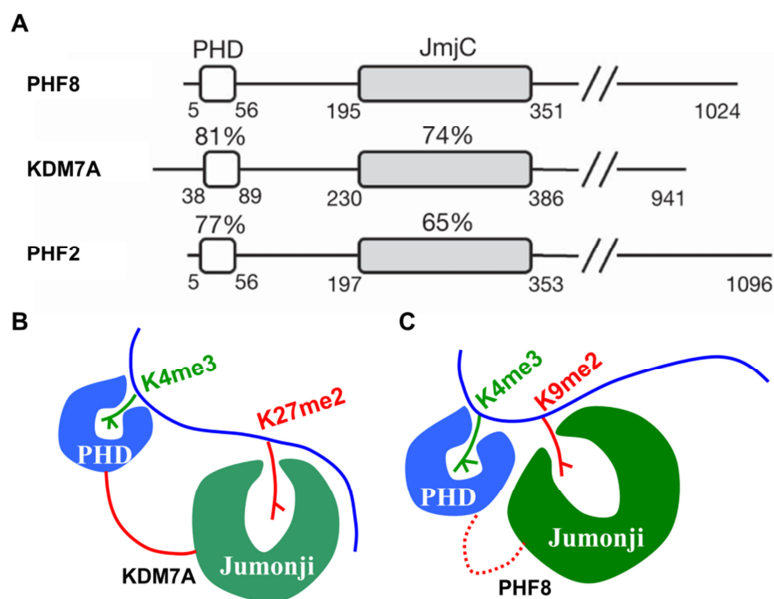 A
PHD JmjC
PHF8
5 56 195 351 1024
81% 74%
KDM7A
38 89 230 386 941
77% 65%
PHF2
5 56 197 353 1096
B
K4me3
K27me2
PHD
Jumonji
KDM7A
C
K4me3
K9me2
PHD
Jumonji
PHF8